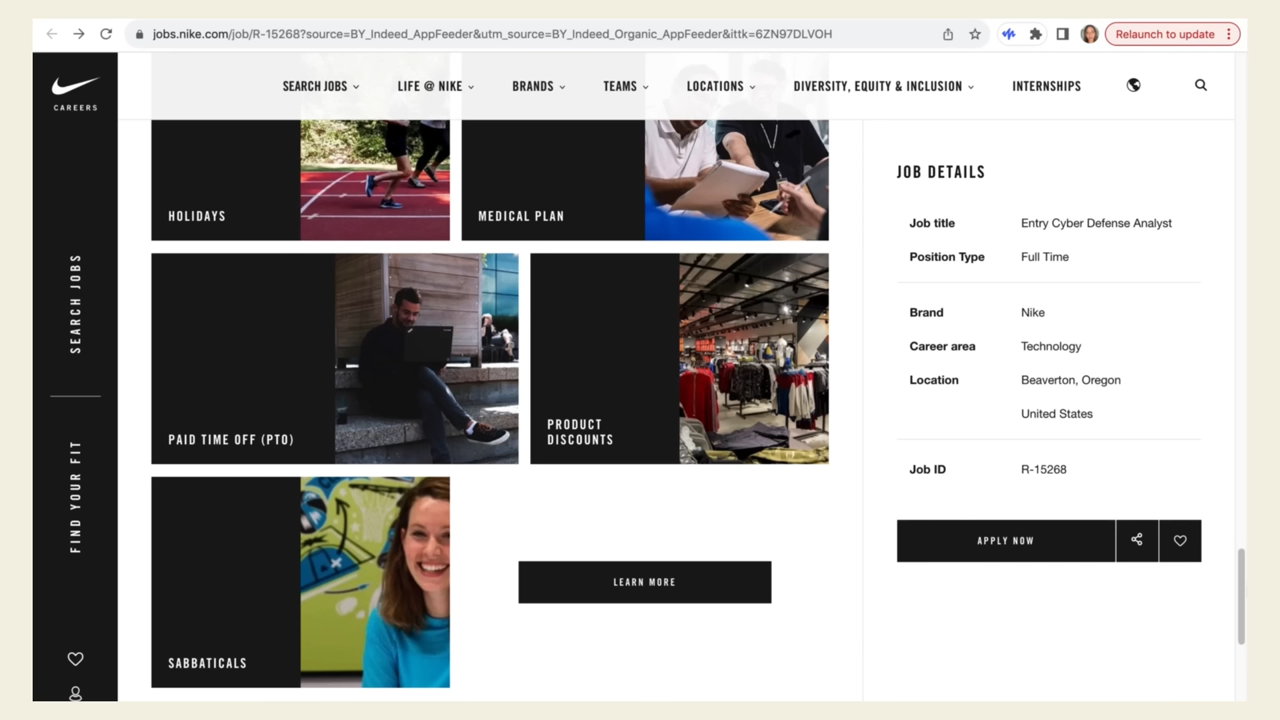 jobs.nike.com/job/R-15268?source=BY_Indeed_AppFeeder&utm_source=BY_Indeed_Organic_AppFeeder&ittk=6ZN97DLVOH
Relaunch to update
CAREERS
SEARCH JOBS
LIFE @ NIKE
BRANDS
TEAMS
LOCATIONS
DIVERSITY, EQUITY & INCLUSION
INTERNSHIPS
SEARCH JOBS
FIND YOUR FIT
HOLIDAYS
MEDICAL PLAN
PAID TIME OFF (PTO)
PRODUCT
DISCOUNTS
SABBATICALS
LEARN MORE
JOB DETAILS
Job title Entry Cyber Defense Analyst
Position Type Full Time
Brand Nike
Career area Technology
Location Beaverton, Oregon
United States
Job ID R-15268
APPLY NOW